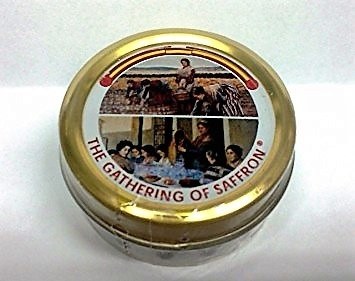 THE GATHERING OF SAFFRON®